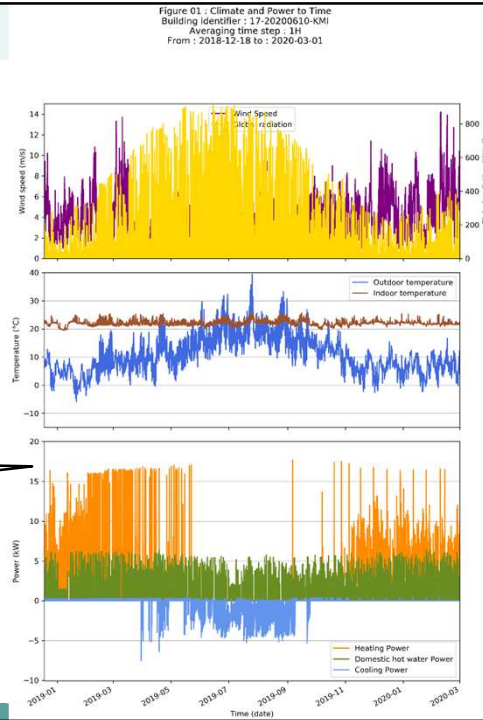 Figure 01 : Climate and Power to Time
Building identifier : 17-20200610-KMI
Averaging time step : 1H
From : 2018-12-18 to : 2020-03-01
Wind Speed
radiation
Wind speed (m/s)
14
12
10
8
6
4
2
0
800
600
400
200
0
Outdoor temperature
Indoor temperature
Temperature (°C)
40
30
20
10
0
−10
Power (kW)
20
15
10
5
0
−5
−10
Heating Power
Domestic hot water Power
Cooling Power
2019-01
2019-03
2019-05
2019-07
2019-09
2019-11
2020-01
2020-03
Time (date)